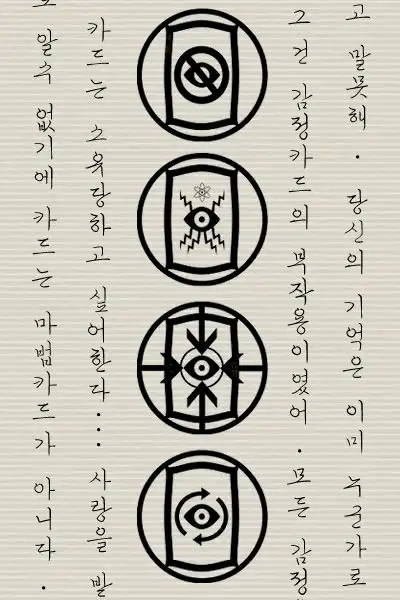 고 말못해. 당신의 기억은 이미 누군가로
그건 감정카드의 부작용이였어. 모든 감정
카드는 소유당하고 싶어한다... 사랑을 받
알수 없기에 카드는 마법카드가 아니다.